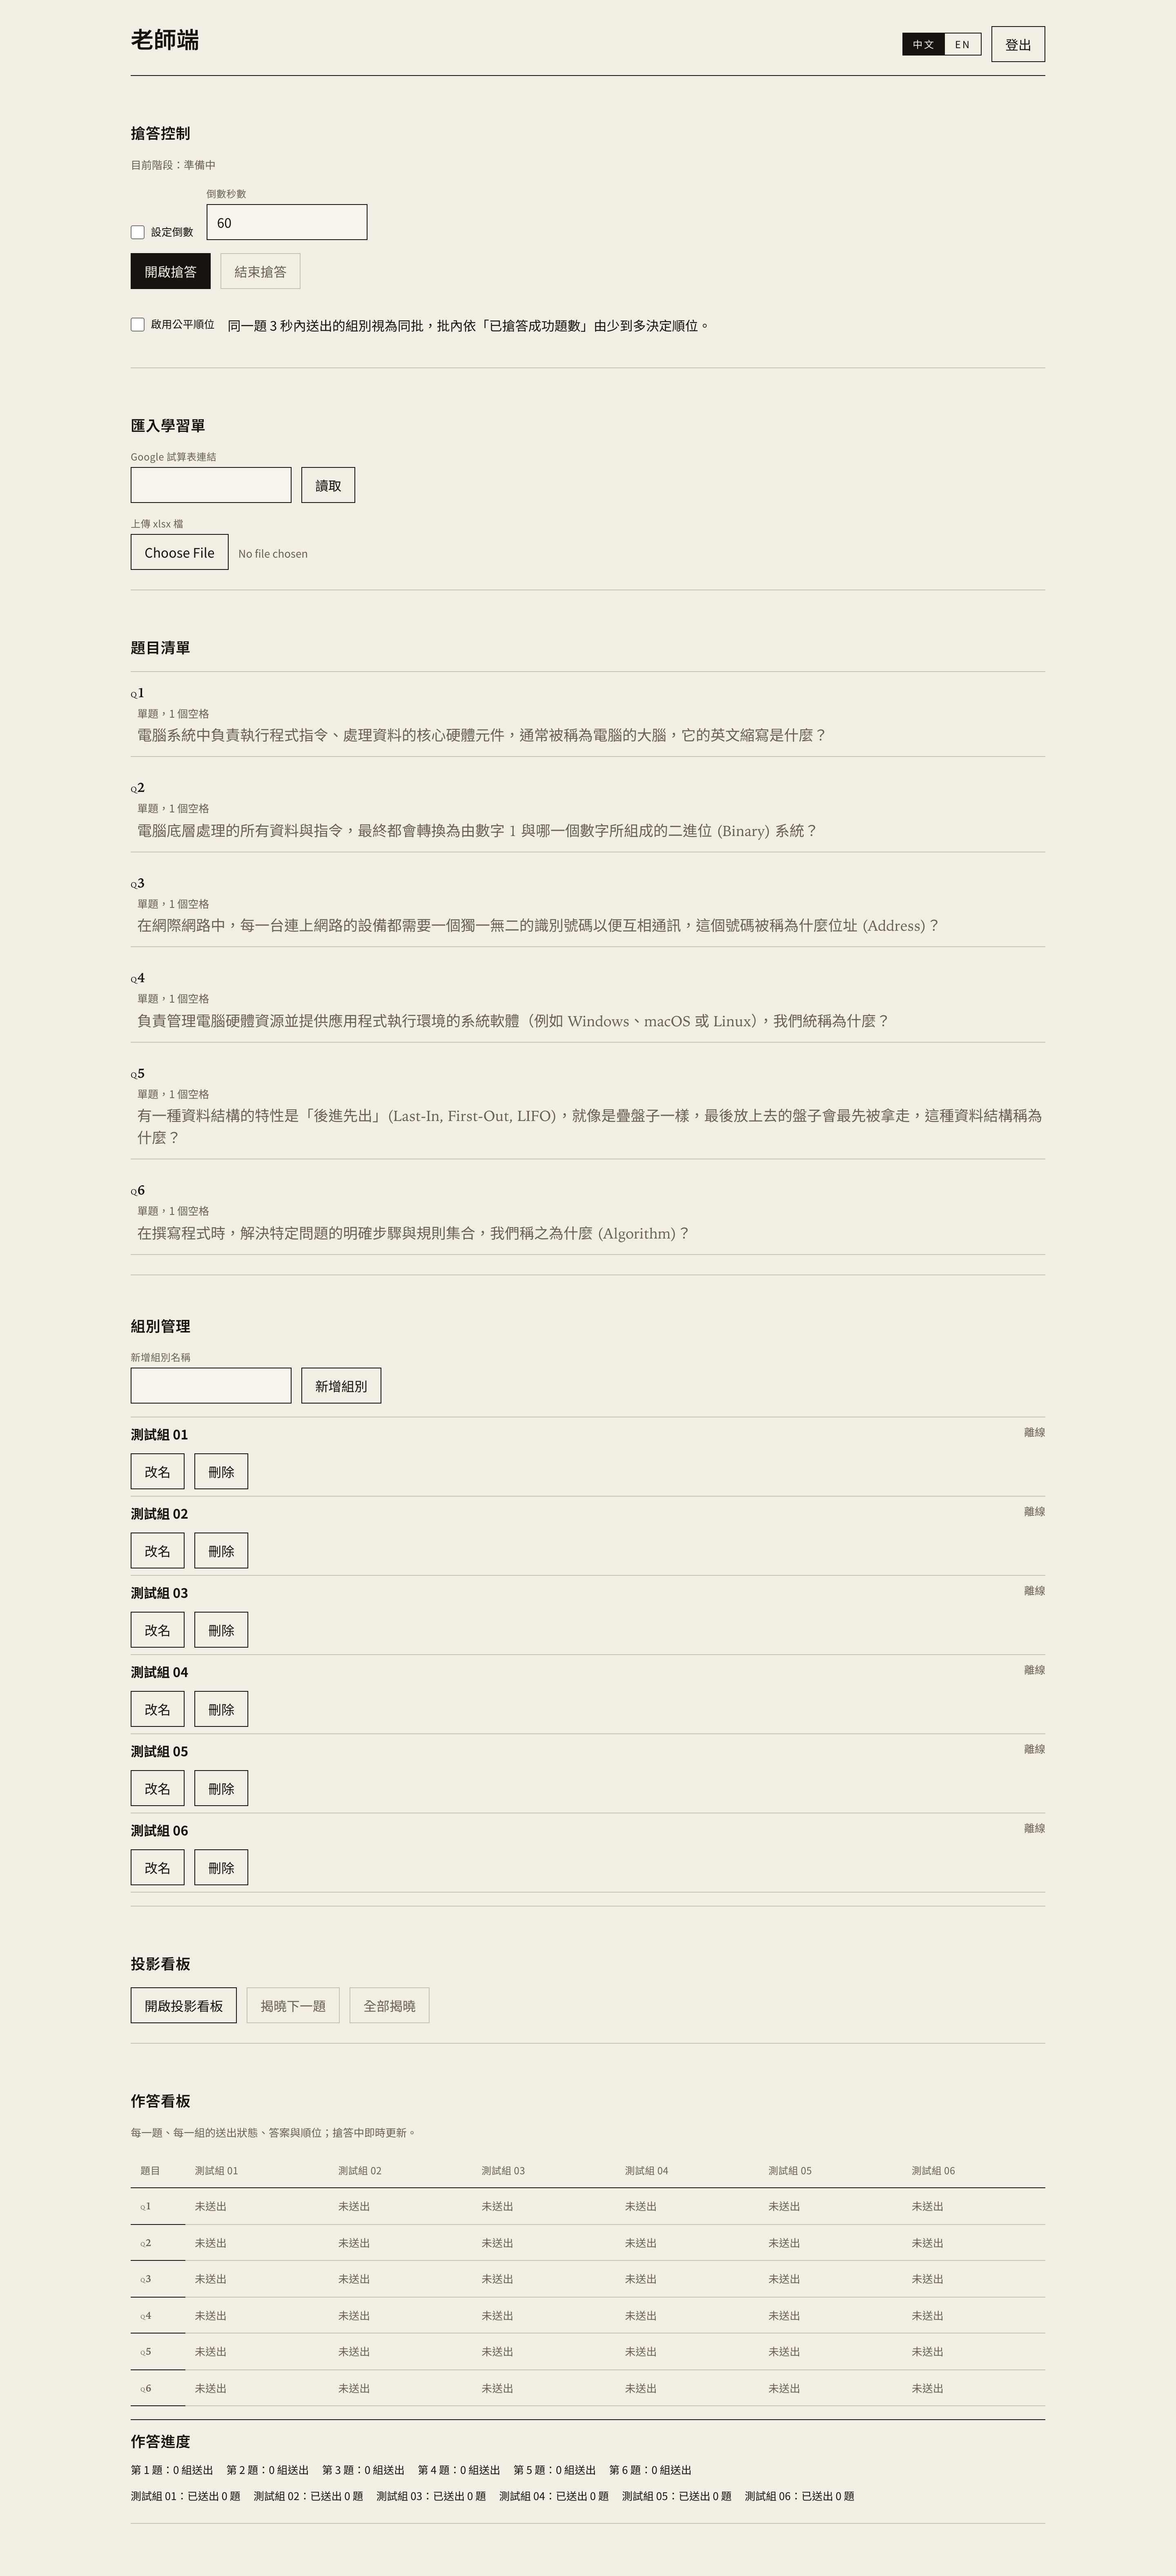 老師端
中文 EN 登出
搶答控制
目前階段：準備中
倒數秒數
設定倒數 60
開啟搶答 結束搶答
啟用公平順位 同一題 3 秒內送出的組別視為同批，批內依「已搶答成功題數」由少到多決定順位。
匯入學習單
Google 試算表連結
讀取
上傳 xlsx 檔
Choose File No file chosen
題目清單
Q1
單題，1 個空格
電腦系統中負責執行程式指令、處理資料的核心硬體元件，通常被稱為電腦的大腦，它的英文縮寫是什麼？
Q2
單題，1 個空格
電腦底層處理的所有資料與指令，最終都會轉換為由數字 1 與哪一個數字所組成的二進位 (Binary) 系統？
Q3
單題，1 個空格
在網際網路中，每一台連上網路的設備都需要一個獨一無二的識別號碼以便互相通訊，這個號碼被稱為什麼位址 (Address)？
Q4
單題，1 個空格
負責管理電腦硬體資源並提供應用程式執行環境的系統軟體（例如 Windows、macOS 或 Linux），我們統稱為什麼？
Q5
單題，1 個空格
有一種資料結構的特性是「後進先出」(Last-In, First-Out, LIFO)，就像是疊盤子一樣，最後放上去的盤子會最先被拿走，這種資料結構稱為
什麼？
Q6
單題，1 個空格
在撰寫程式時，解決特定問題的明確步驟與規則集合，我們稱之為什麼 (Algorithm)？
組別管理
新增組別名稱
新增組別
測試組 01 離線
改名 刪除
測試組 02 離線
改名 刪除
測試組 03 離線
改名 刪除
測試組 04 離線
改名 刪除
測試組 05 離線
改名 刪除
測試組 06 離線
改名 刪除
投影看板
開啟投影看板 揭曉下一題 全部揭曉
作答看板
每一題、每一組的送出狀態、答案與順位；搶答中即時更新。
題目 測試組 01 測試組 02 測試組 03 測試組 04 測試組 05 測試組 06
Q1 未送出 未送出 未送出 未送出 未送出 未送出
Q2 未送出 未送出 未送出 未送出 未送出 未送出
Q3 未送出 未送出 未送出 未送出 未送出 未送出
Q4 未送出 未送出 未送出 未送出 未送出 未送出
Q5 未送出 未送出 未送出 未送出 未送出 未送出
Q6 未送出 未送出 未送出 未送出 未送出 未送出
作答進度
第 1 題：0 組送出 第 2 題：0 組送出 第 3 題：0 組送出 第 4 題：0 組送出 第 5 題：0 組送出 第 6 題：0 組送出
測試組 01：已送出 0 題 測試組 02：已送出 0 題 測試組 03：已送出 0 題 測試組 04：已送出 0 題 測試組 05：已送出 0 題 測試組 06：已送出 0 題